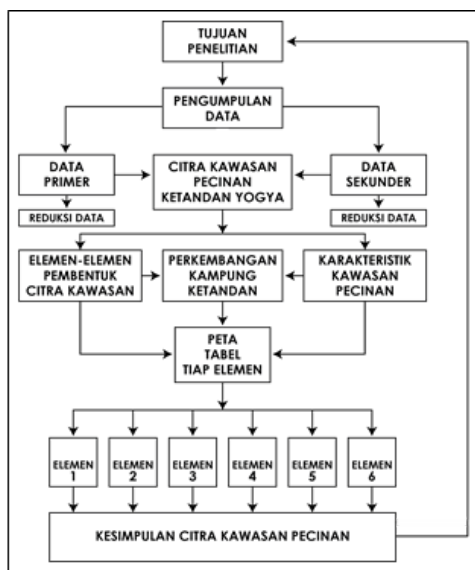 TUJUAN
PENELITIAN
PENGUMPULAN
DATA
DATA
PRIMER
CITRA KAWASAN
PECINAN
KETANDAN YOGYA
DATA
SEKUNDER
REDUKSI DATA
REDUKSI DATA
ELEMEN-ELEMEN
PEMBENTUK
CITRA KAWASAN
PERKEMBANGAN
KAMPUNG
KETANDAN
KARAKTERISTIK
KAWASAN
PECINAN
PETA
TABEL
TIAP ELEMEN
ELEMEN
1
ELEMEN
2
ELEMEN
3
ELEMEN
4
ELEMEN
5
ELEMEN
6
KESIMPULAN CITRA KAWASAN PECINAN